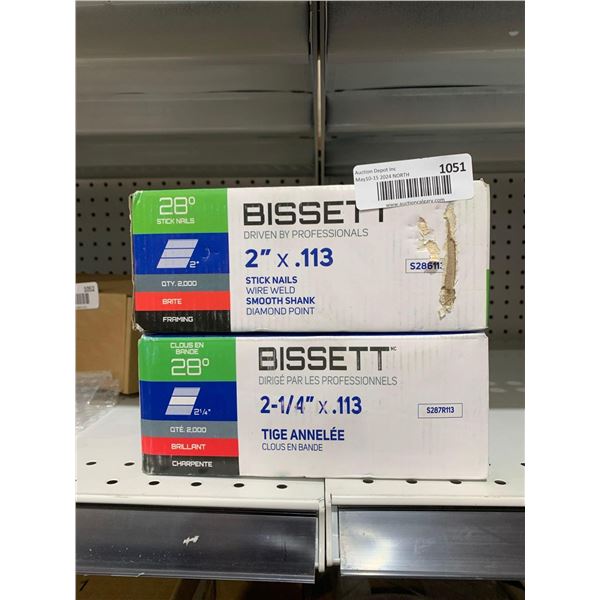 Auction Depot Inc
May10-15 2024 NORTH
1051
www.auctioncalgary.com
28°
STICK NAILS
2"
QTY. 2,000
BRITE
FRAMING
BISSETT
DRIVEN BY PROFESSIONALS
2" x .113
STICK NAILS
WIRE WELD
SMOOTH SHANK
DIAMOND POINT
S286113
1052
CLOUS EN
BANDE
28°
2¼"
QTÉ. 2,000
BRILLANT
CHARPENTE
BISSETT MC
DIRIGÉ PAR LES PROFESSIONNELS
2-1/4" x .113
TIGE ANNELÉE
CLOUS EN BANDE
S287R113